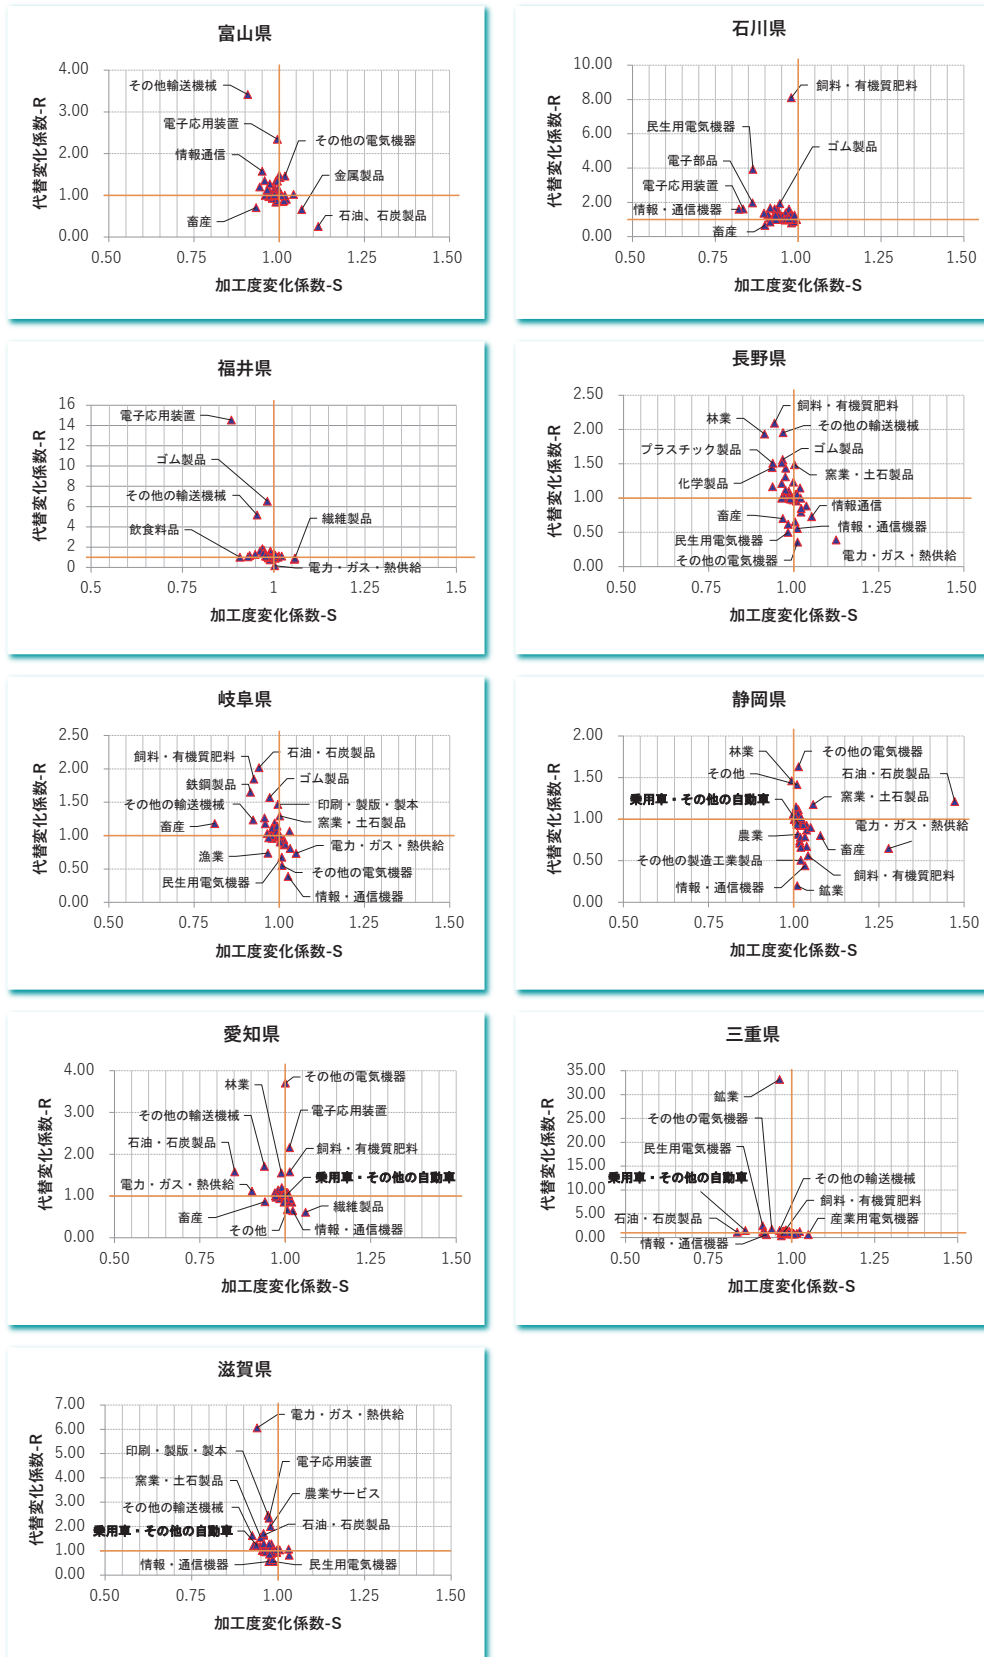 富山県
4.00
3.00
2.00
1.00
0.00
0.50
0.75
1.00
1.25
1.50
代替変化係数-R
加工度変化係数-S
その他輸送機械
電子応用装置
その他の電気機器
情報通信
金属製品
畜産
石油、石炭製品
石川県
10.00
8.00
6.00
4.00
2.00
0.00
0.50
0.75
1.00
1.25
1.50
代替変化係数-R
加工度変化係数-S
飼料・有機質肥料
民生用電気機器
ゴム製品
電子部品
電子応用装置
情報・通信機器
畜産
福井県
16
14
12
10
8
6
4
2
0
0.5
0.75
1
1.25
1.5
代替変化係数-R
加工度変化係数-S
電子応用装置
ゴム製品
その他の輸送機械
繊維製品
飲食料品
電力・ガス・熱供給
長野県
2.50
2.00
1.50
1.00
0.50
0.00
0.50
0.75
1.00
1.25
1.50
代替変化係数-R
加工度変化係数-S
飼料・有機質肥料
林業
その他の輸送機械
プラスチック製品
ゴム製品
窯業・土石製品
化学製品
情報通信
畜産
情報・通信機器
民生用電気機器
その他の電気機器
電力・ガス・熱供給
岐阜県
2.50
2.00
1.50
1.00
0.50
0.00
0.50
0.75
1.00
1.25
1.50
代替変化係数-R
加工度変化係数-S
飼料・有機質肥料
石油・石炭製品
鉄鋼製品
ゴム製品
その他の輸送機械
印刷・製版・製本
畜産
窯業・土石製品
漁業
電力・ガス・熱供給
民生用電気機器
その他の電気機器
情報・通信機器
静岡県
2.00
1.50
1.00
0.50
0.00
0.50
0.75
1.00
1.25
1.50
代替変化係数-R
加工度変化係数-S
林業
その他の電気機器
その他
石油・石炭製品
乗用車・その他の自動車
窯業・土石製品
農業
電力・ガス・熱供給
畜産
その他の製造工業製品
飼料・有機質肥料
情報・通信機器
鉱業
愛知県
4.00
3.00
2.00
1.00
0.00
0.50
0.75
1.00
1.25
1.50
代替変化係数-R
加工度変化係数-S
林業
その他の電気機器
その他の輸送機械
電子応用装置
石油・石炭製品
飼料・有機質肥料
電力・ガス・熱供給
乗用車・その他の自動車
畜産
繊維製品
その他
情報・通信機器
三重県
35.00
30.00
25.00
20.00
15.00
10.00
5.00
0.00
0.50
0.75
1.00
1.25
1.50
代替変化係数-R
加工度変化係数-S
鉱業
その他の電気機器
民生用電気機器
乗用車・その他の自動車
その他の輸送機械
飼料・有機質肥料
石油・石炭製品
産業用電気機器
情報・通信機器
滋賀県
7.00
6.00
5.00
4.00
3.00
2.00
1.00
0.00
0.50
0.75
1.00
1.25
1.50
代替変化係数-R
加工度変化係数-S
電力・ガス・熱供給
印刷・製版・製本
電子応用装置
窯業・土石製品
農業サービス
その他の輸送機械
石油・石炭製品
乗用車・その他の自動車
情報・通信機器
民生用電気機器